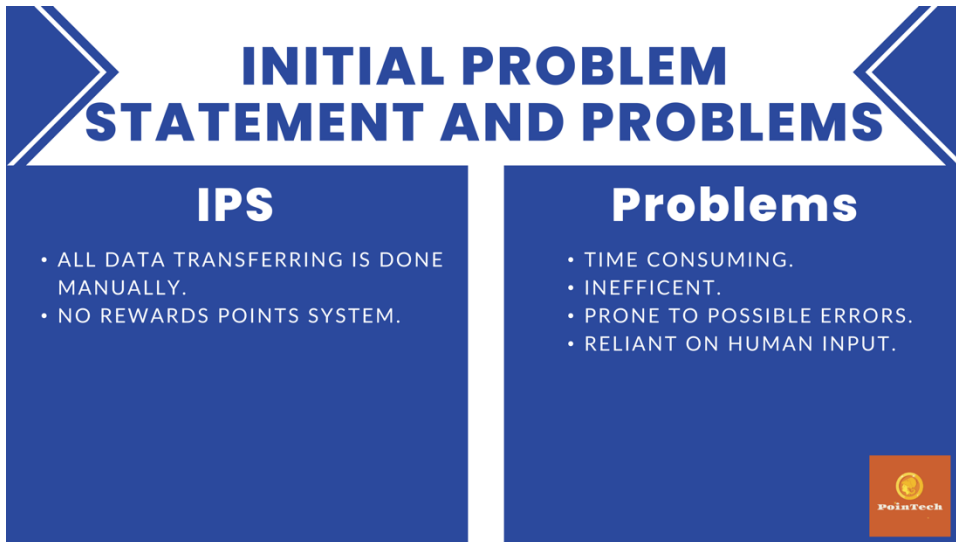 INITIAL PROBLEM
STATEMENT AND PROBLEMS
IPS
• ALL DATA TRANSFERRING IS DONE
MANUALLY.
• NO REWARDS POINTS SYSTEM.
Problems
• TIME CONSUMING.
• INEFFICENT.
• PRONE TO POSSIBLE ERRORS.
• RELIANT ON HUMAN INPUT.
PoinTech